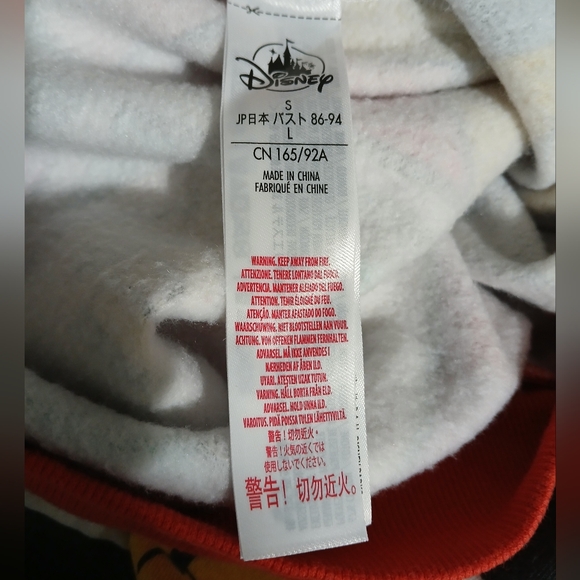 Disney
S
JP日本 バスト 86-94
L
CN 165/92A
MADE IN CHINA
FABRIQUÉ EN CHINE
WARNING. KEEP AWAY FROM FIRE.
ATTENZIONE. TENERE LONTANO DAL FUOCO.
ADVERTENCIA. MANTENER ALEJADO DEL FUEGO.
ATTENTION. TENIR ÉLOIGNÉ DU FEU.
ATENÇÃO. MANTER AFASTADO DO FOGO.
WAARSCHUWING. NIET BLOOTSTELLEN AAN VUUR.
ACHTUNG. VON OFFENEN FLAMMEN FERNHALTEN.
ADVARSEL. MÅ IKKE ANVENDES I
NÆRHEDEN AF ÅBEN ILD.
UYARI. ATEŞTEN UZAK TUTUN.
VARNING. HÅLL BORTA FRÅN ELD.
ADVARSEL. HOLD UNNA ILD.
VAROITUS. PIDÄ POISSA TULEN LÄHETTYVILTÄ.
警告！切勿近火。
警告！火気の近くでは
使用しないでください。
警告！切勿近火。